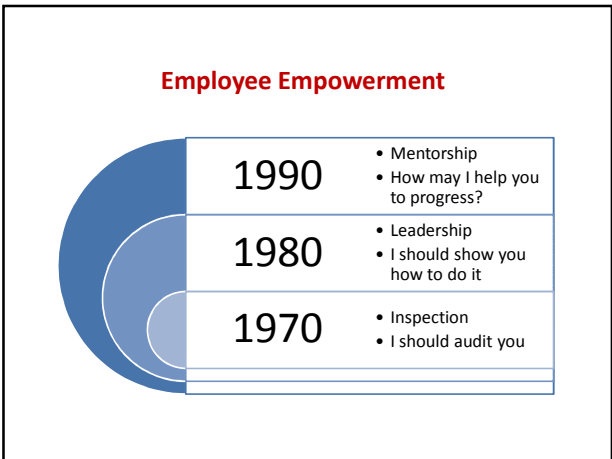 Employee Empowerment
1990
• Mentorship
• How may I help you
to progress?
1980
• Leadership
• I should show you
how to do it
1970
• Inspection
• I should audit you